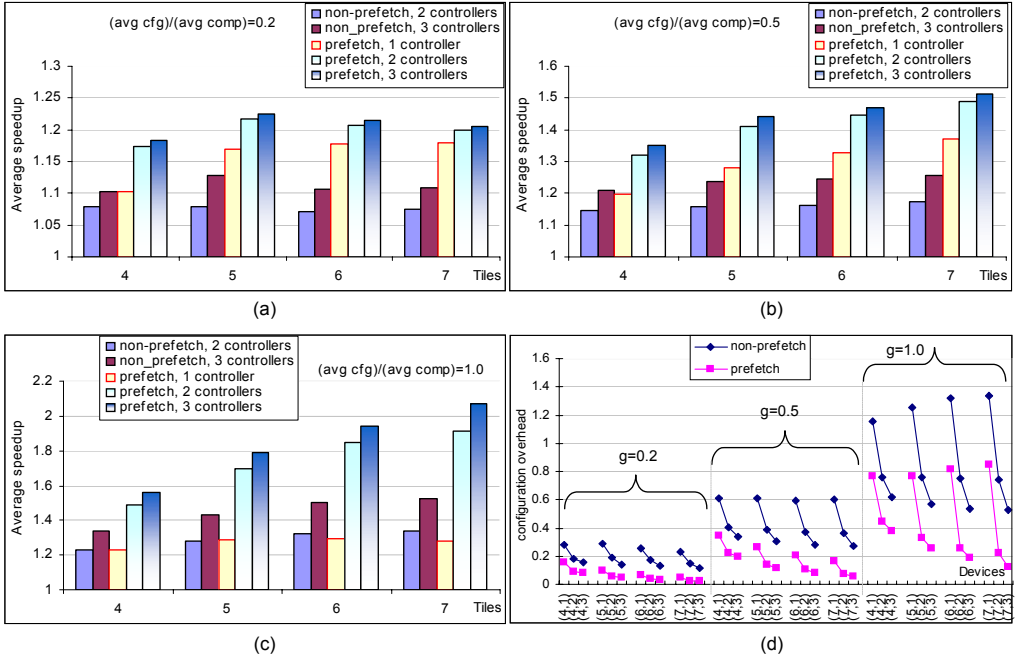 (avg cfg)/(avg comp)=0.2
non-prefetch, 2 controllers
non_prefetch, 3 controllers
prefetch, 1 controller
prefetch, 2 controllers
prefetch, 3 controllers
Average speedup
1.3
1.25
1.2
1.15
1.1
1.05
1
4
5
6
7
Tiles
(a)
(avg cfg)/(avg comp)=0.5
non-prefetch, 2 controllers
non_prefetch, 3 controllers
prefetch, 1 controller
prefetch, 2 controllers
prefetch, 3 controllers
Average speedup
1.6
1.5
1.4
1.3
1.2
1.1
1
4
5
6
7
Tiles
(b)
non-prefetch, 2 controllers
non_prefetch, 3 controllers
prefetch, 1 controller
prefetch, 2 controllers
prefetch, 3 controllers
(avg cfg)/(avg comp)=1.0
Average speedup
2.2
2
1.8
1.6
1.4
1.2
1
4
5
6
7
Tiles
(c)
non-prefetch
prefetch
g=1.0
g=0.5
g=0.2
configuration overhead
1.6
1.4
1.2
1
0.8
0.6
0.4
0.2
0
Devices
(4,1)
(4,2)
(4,3)
(5,1)
(5,2)
(5,3)
(6,1)
(6,2)
(6,3)
(7,1)
(7,2)
(7,3)
(4,1)
(4,2)
(4,3)
(5,1)
(5,2)
(5,3)
(6,1)
(6,2)
(6,3)
(7,1)
(7,2)
(7,3)
(4,1)
(4,2)
(4,3)
(5,1)
(5,2)
(5,3)
(6,1)
(6,2)
(6,3)
(7,1)
(7,2)
(7,3)
(d)